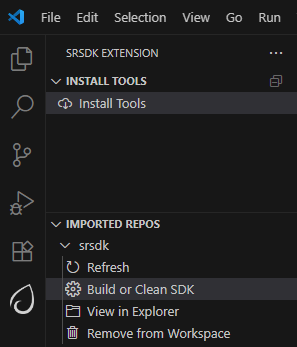 File Edit Selection View Go Run
SRSDK EXTENSION
INSTALL TOOLS
Install Tools
IMPORTED REPOS
srsdk
Refresh
Build or Clean SDK
View in Explorer
Remove from Workspace